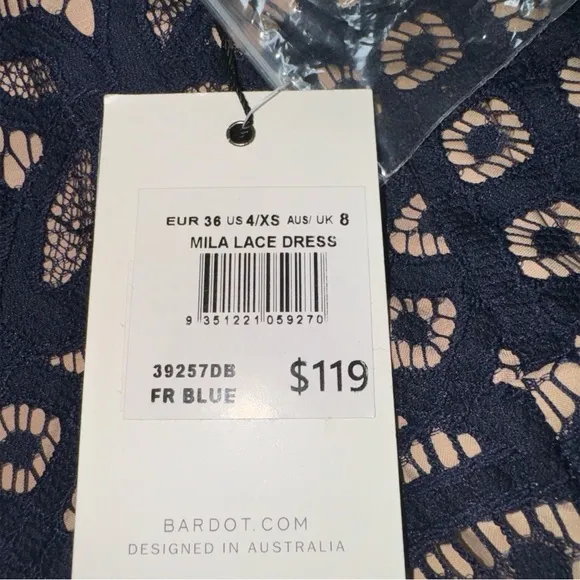 EUR 36 US 4/XS AUS/ UK 8
MILA LACE DRESS
9 351221 059270
39257DB $119
FR BLUE
BARDOT.COM
DESIGNED IN AUSTRALIA